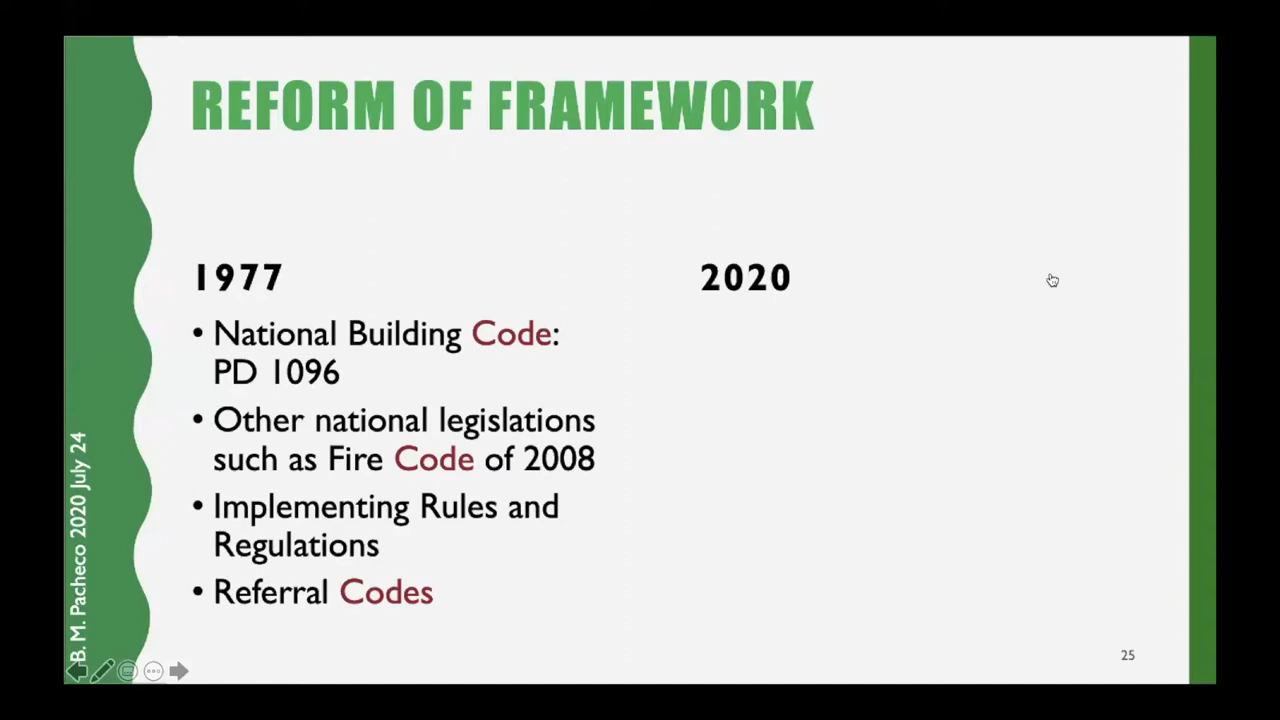 REFORM OF FRAMEWORK
1977
• National Building Code:
PD 1096
• Other national legislations
such as Fire Code of 2008
• Implementing Rules and
Regulations
• Referral Codes
2020
B. M. Pacheco 2020 July 24
25